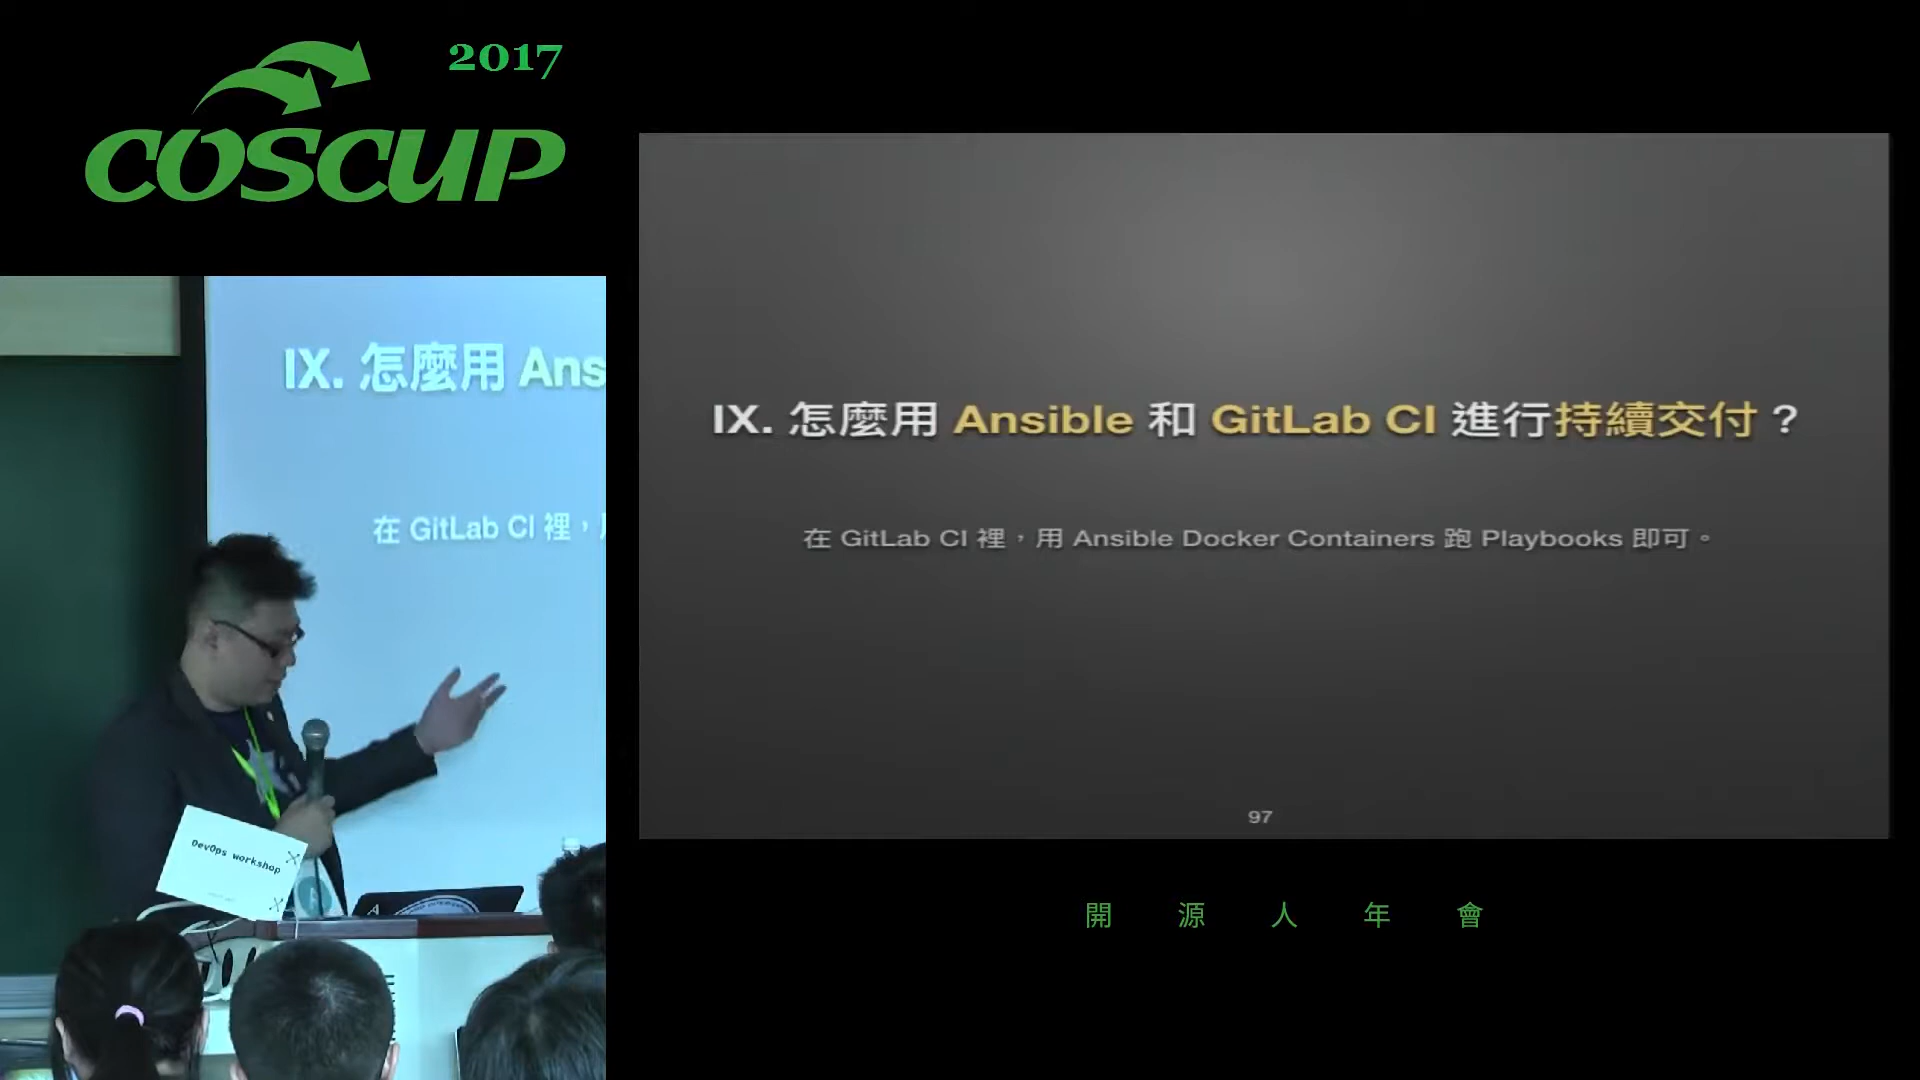 2017
COSCUP
IX. 怎麼用 Ans
在 GitLab CI 裡，
DevOps workshop
IX. 怎麼用 Ansible 和 GitLab CI 進行持續交付？
在 GitLab CI 裡，用 Ansible Docker Containers 跑 Playbooks 即可。
97
開源人年會